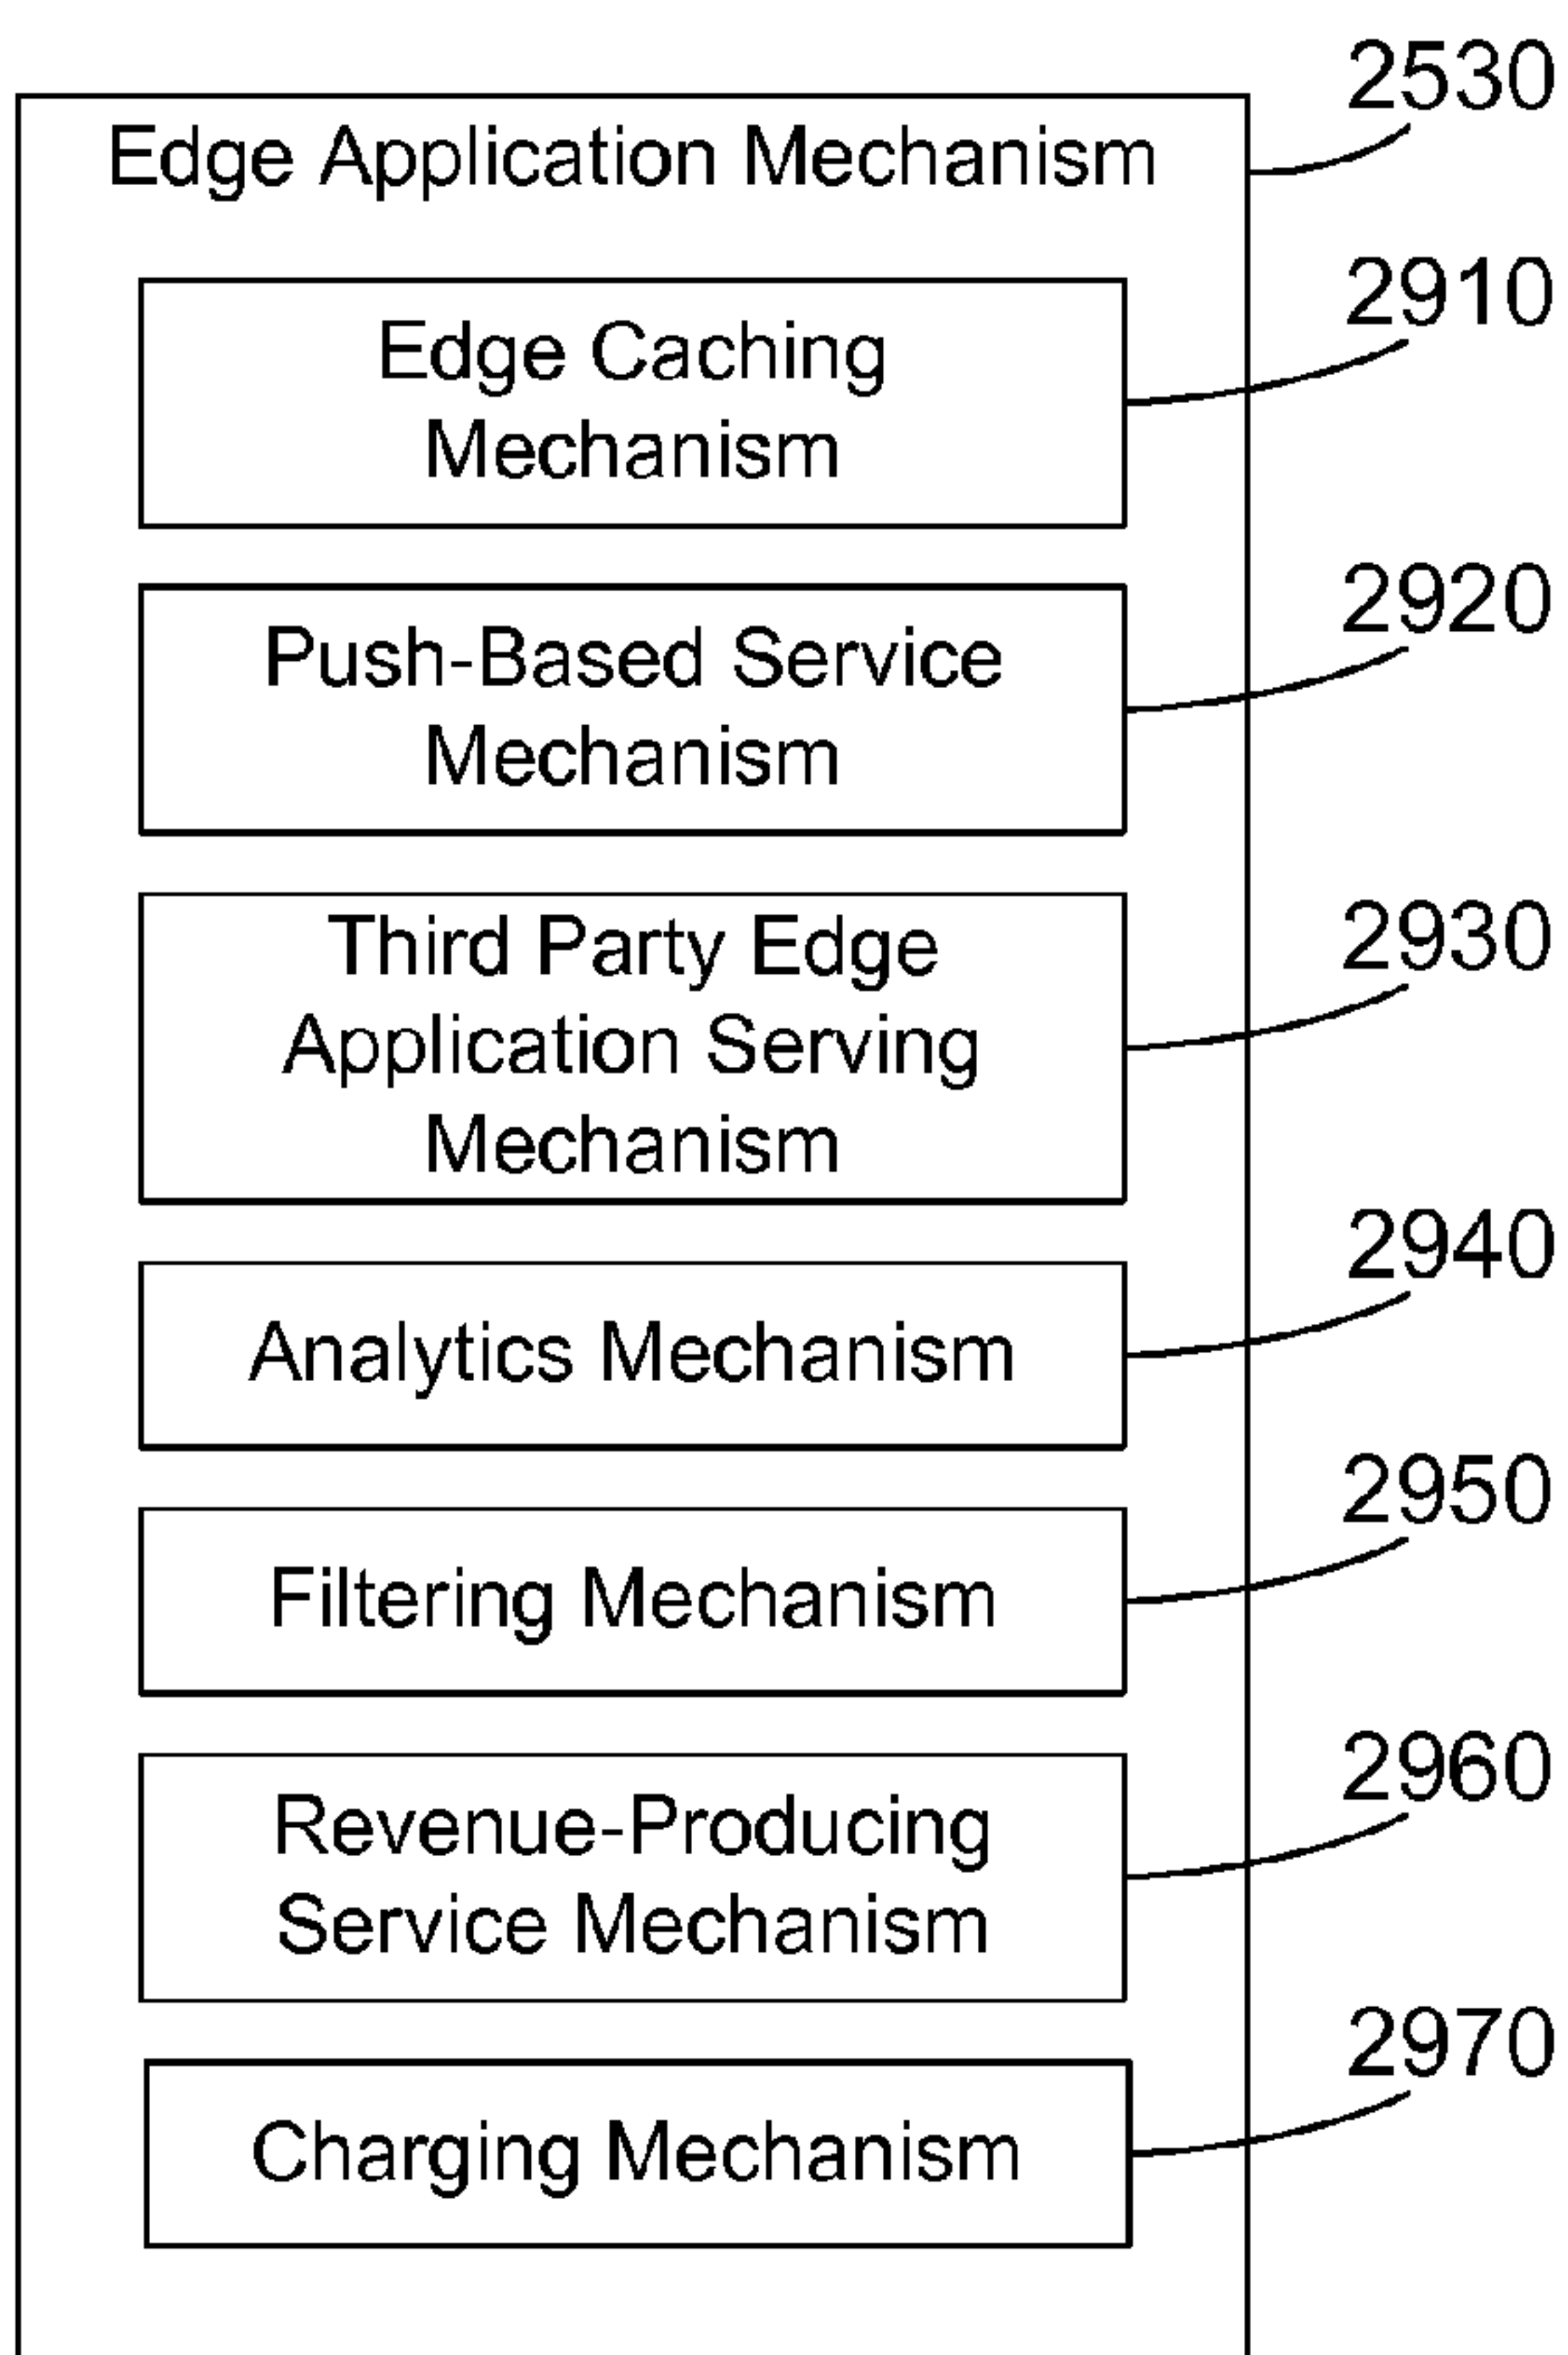 2530
Edge Application Mechanism
2910
Edge Caching
Mechanism
2920
Push-Based Service
Mechanism
2930
Third Party Edge
Application Serving
Mechanism
2940
Analytics Mechanism
2950
Filtering Mechanism
2960
Revenue-Producing
Service Mechanism
2970
Charging Mechanism